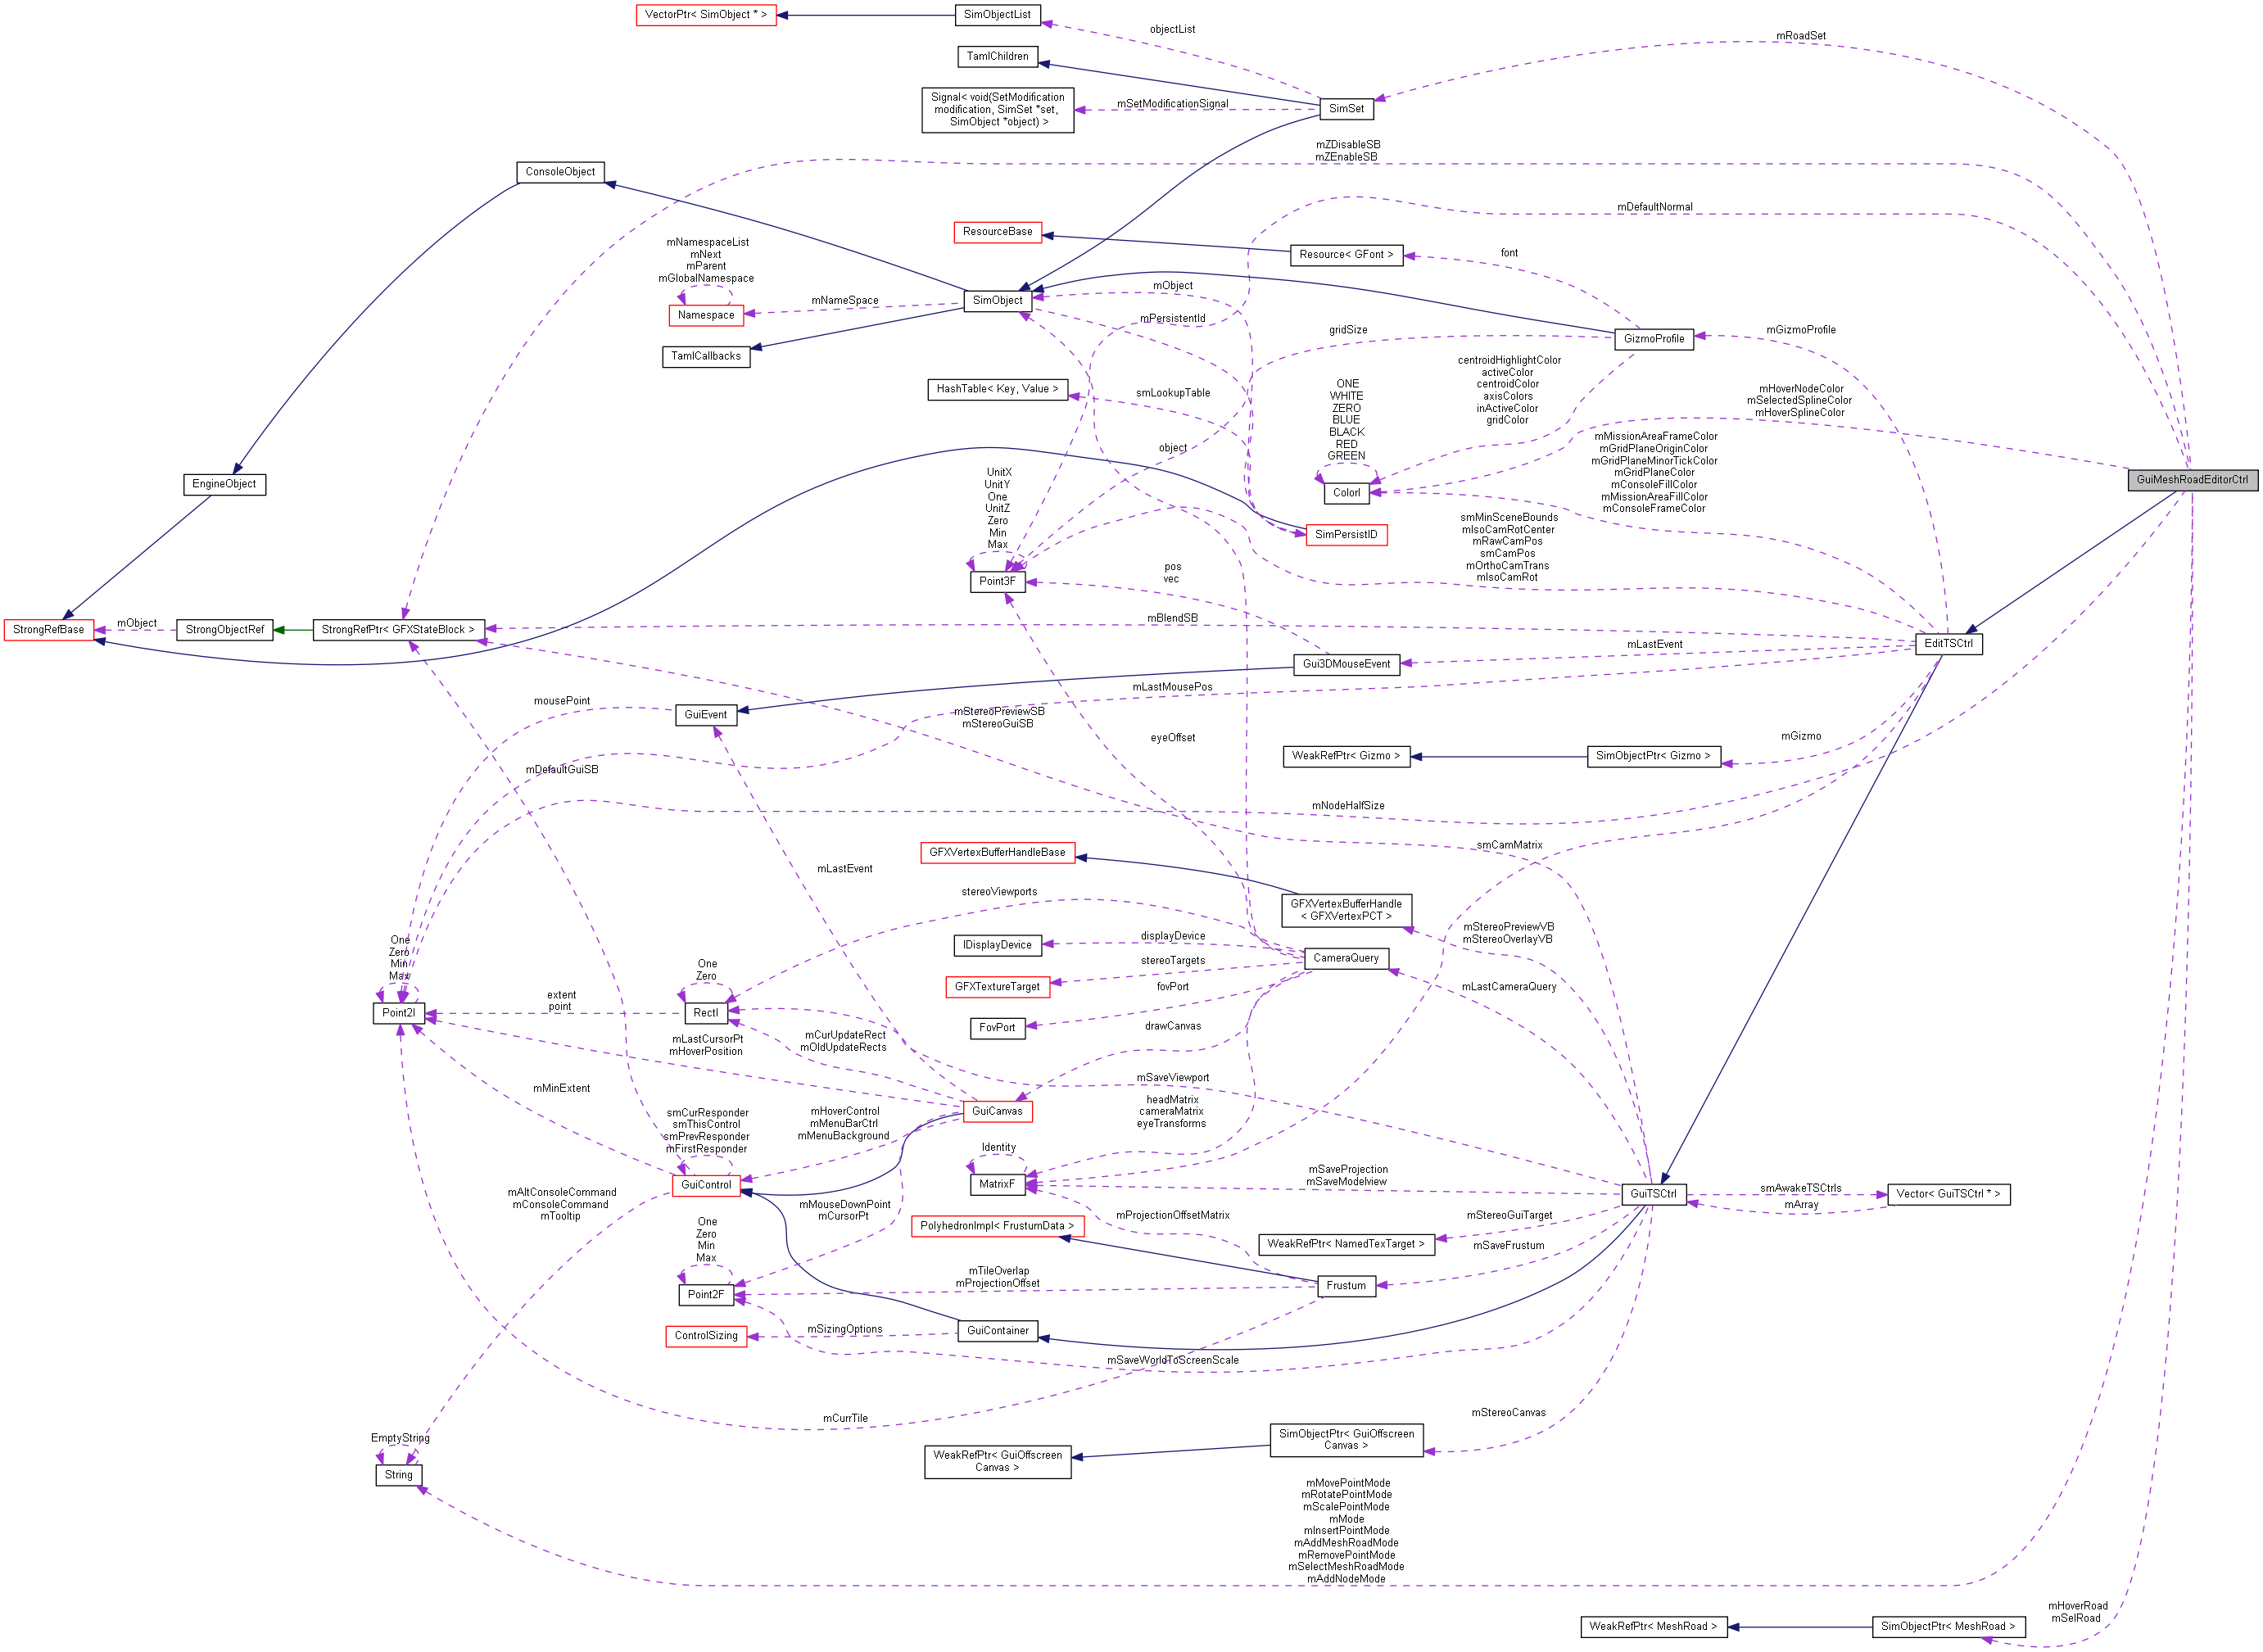 VectorPtr< SimObject * >
SimObjectList
objectList
mRoadSet
TamlChildren
Signal< void(SetModification
modification, SimSet *set,
SimObject *object) >
mSetModificationSignal
SimSet
mZDisableSB
mZEnableSB
ConsoleObject
mDefaultNormal
ResourceBase
Resource< GFont >
font
mNamespaceList
mNext
mParent
mGlobalNamespace
Namespace
mNameSpace
SimObject
mObject
mPersistentId
gridSize
GizmoProfile
mGizmoProfile
TamlCallbacks
HashTable< Key, Value >
smLookupTable
centroidHighlightColor
activeColor
centroidColor
axisColors
inActiveColor
gridColor
ONE
WHITE
ZERO
BLUE
BLACK
RED
GREEN
ColorI
mHoverNodeColor
mSelectedSplineColor
mHoverSplineColor
mMissionAreaFrameColor
mGridPlaneOriginColor
mGridPlaneMinorTickColor
mGridPlaneColor
mConsoleFillColor
mMissionAreaFillColor
mConsoleFrameColor
GuiMeshRoadEditorCtrl
EngineObject
object
UnitX
UnitY
One
UnitZ
Zero
Min
Max
Point3F
SimPersistID
smMinSceneBounds
mIsoCamRotCenter
mRawCamPos
smCamPos
mOrthoCamTrans
mIsoCamRot
pos
vec
StrongRefBase
mObject
StrongObjectRef
StrongRefPtr< GFXStateBlock >
mBlendSB
EditTSCtrl
mLastEvent
Gui3DMouseEvent
mLastMousePos
mousePoint
GuiEvent
mStereoPreviewSB
mStereoGuiSB
eyeOffset
mGizmo
WeakRefPtr< Gizmo >
SimObjectPtr< Gizmo >
mDefaultGuiSB
mNodeHalfSize
smCamMatrix
GFXVertexBufferHandleBase
mLastEvent
stereoViewports
GFXVertexBufferHandle
< GFXVertexPCT >
mStereoPreviewVB
mStereoOverlayVB
IDisplayDevice
displayDevice
CameraQuery
One
Zero
Min
Max
Point2I
extent
point
One
Zero
RectI
GFXTextureTarget
stereoTargets
fovPort
FovPort
mLastCameraQuery
drawCanvas
mLastCursorPt
mHoverPosition
mCurUpdateRect
mOldUpdateRects
mSaveViewport
mMinExtent
GuiCanvas
headMatrix
cameraMatrix
eyeTransforms
smCurResponder
smThisControl
smPrevResponder
mFirstResponder
GuiControl
mHoverControl
mMenuBarCtrl
mMenuBackground
Identity
MatrixF
mSaveProjection
mSaveModelview
GuiTSCtrl
smAwakeTSCtrls
mArray
Vector< GuiTSCtrl * >
mAltConsoleCommand
mConsoleCommand
mTooltip
mMouseDownPoint
mCursorPt
PolyhedronImpl< FrustumData >
mProjectionOffsetMatrix
WeakRefPtr< NamedTexTarget >
mStereoGuiTarget
mSaveFrustum
One
Zero
Min
Max
Point2F
mTileOverlap
mProjectionOffset
Frustum
ControlSizing
mSizingOptions
GuiContainer
mSaveWorldToScreenScale
mCurrTile
mStereoCanvas
SimObjectPtr< GuiOffscreen
Canvas >
WeakRefPtr< GuiOffscreen
Canvas >
EmptyString
String
mMovePointMode
mRotatePointMode
mScalePointMode
mMode
mInsertPointMode
mAddMeshRoadMode
mRemovePointMode
mSelectMeshRoadMode
mAddNodeMode
mHoverRoad
mSelRoad
WeakRefPtr< MeshRoad >
SimObjectPtr< MeshRoad >